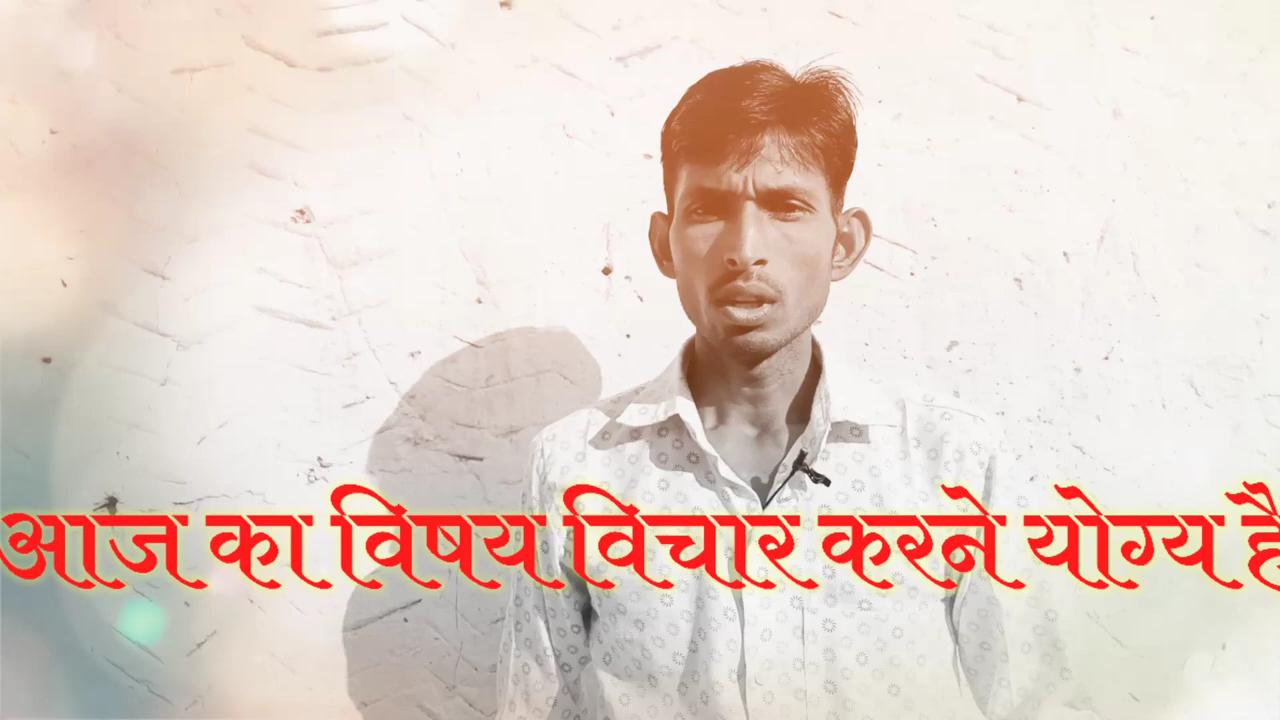 आज का विषय विचार करने योग्य है